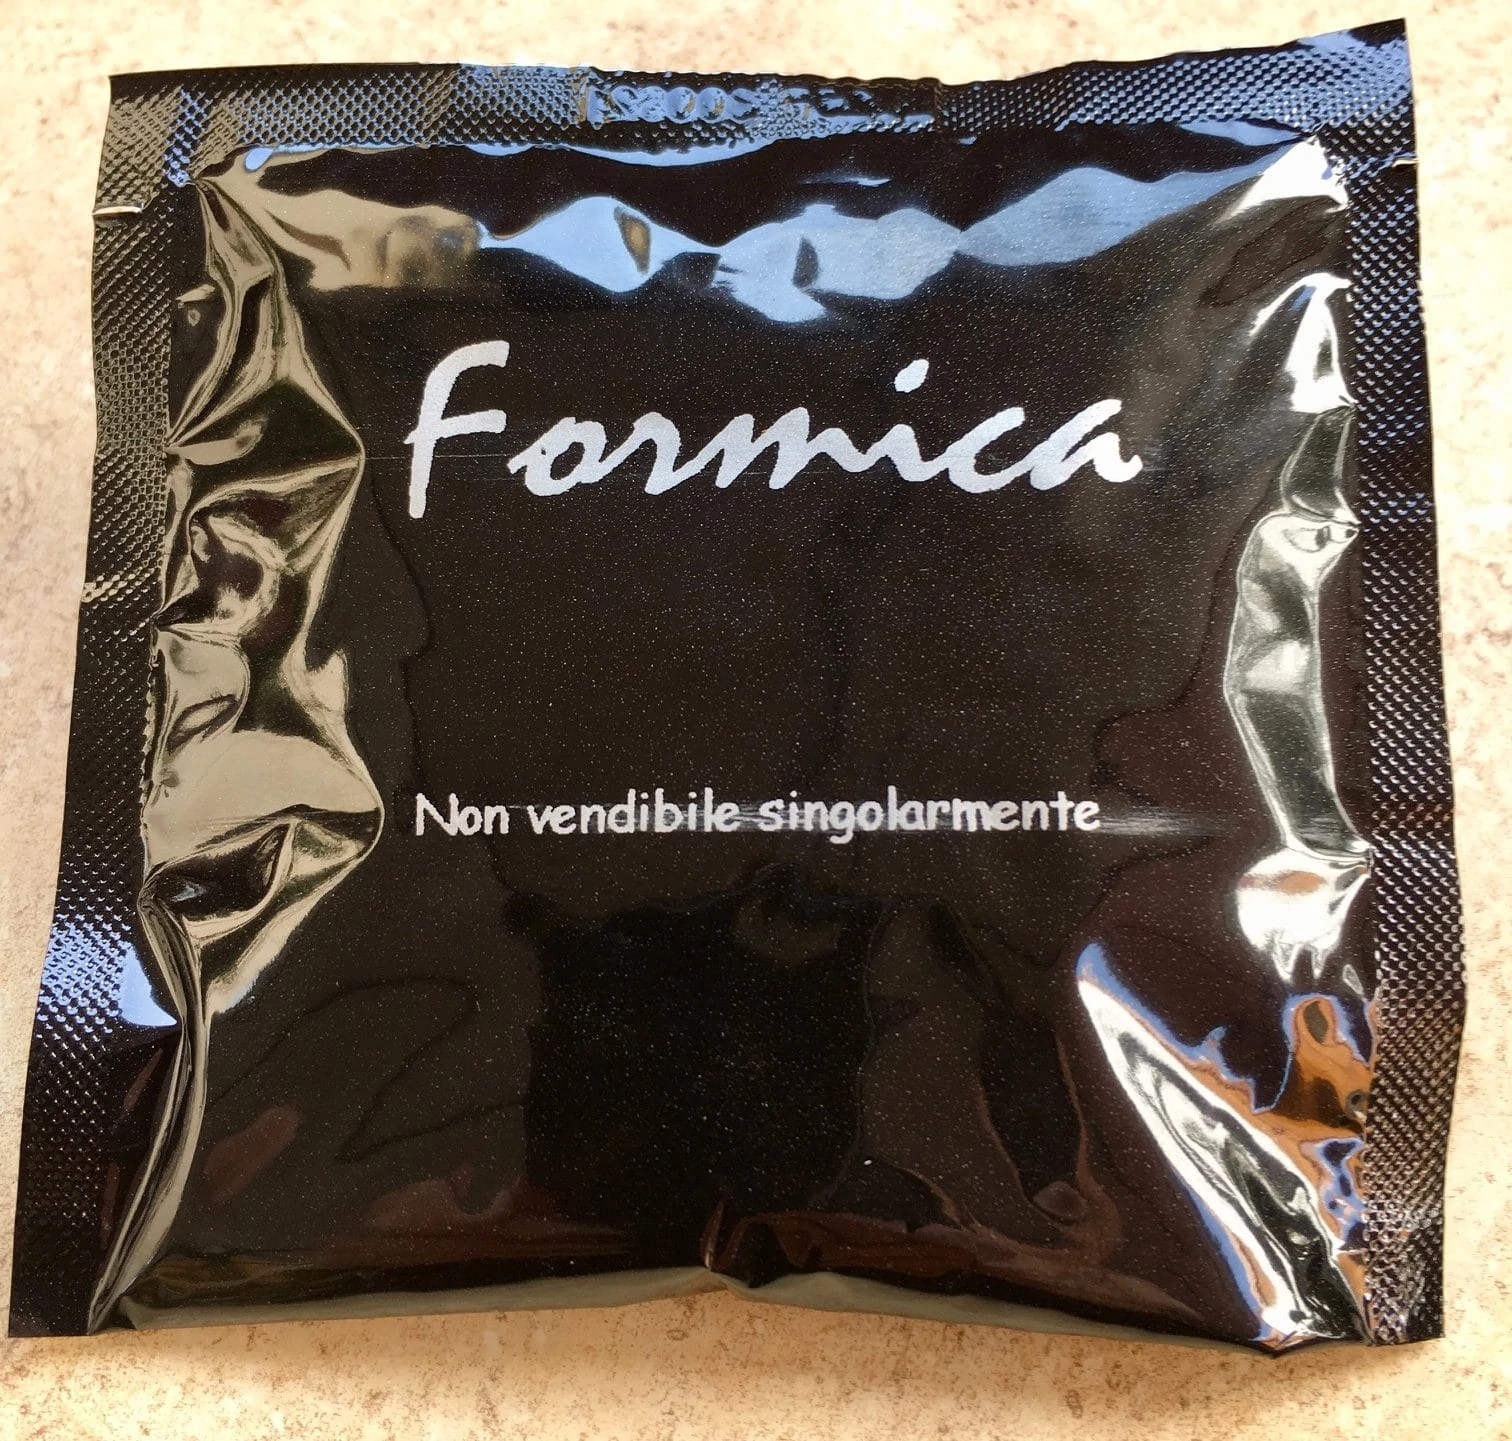 Formica
Non vendibile singolarmente